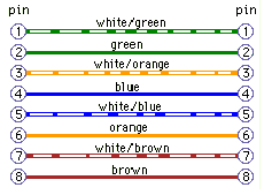 pin pin
1 white/green 1
2 green 2
3 white/orange 3
4 blue 4
5 white/blue 5
6 orange 6
7 white/brown 7
8 brown 8